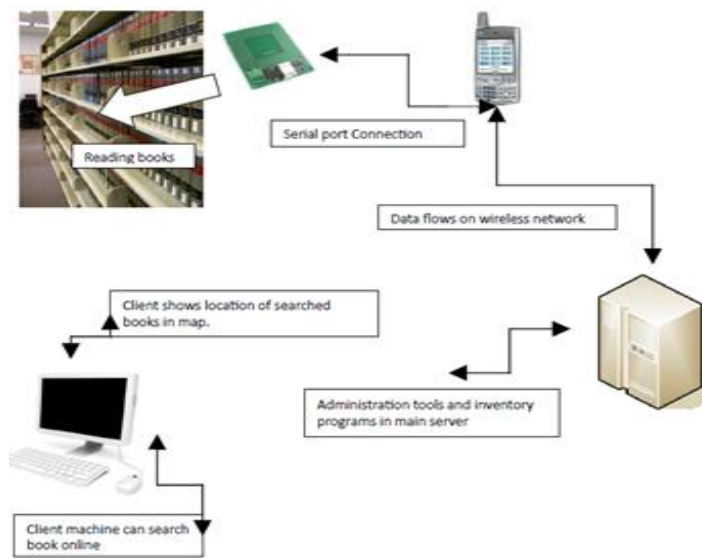 Serial port Connection
Reading books
Data flows on wireless network
Client shows location of searched
books in map.
Administration tools and inventory
programs in main server
Client machine can search
book online